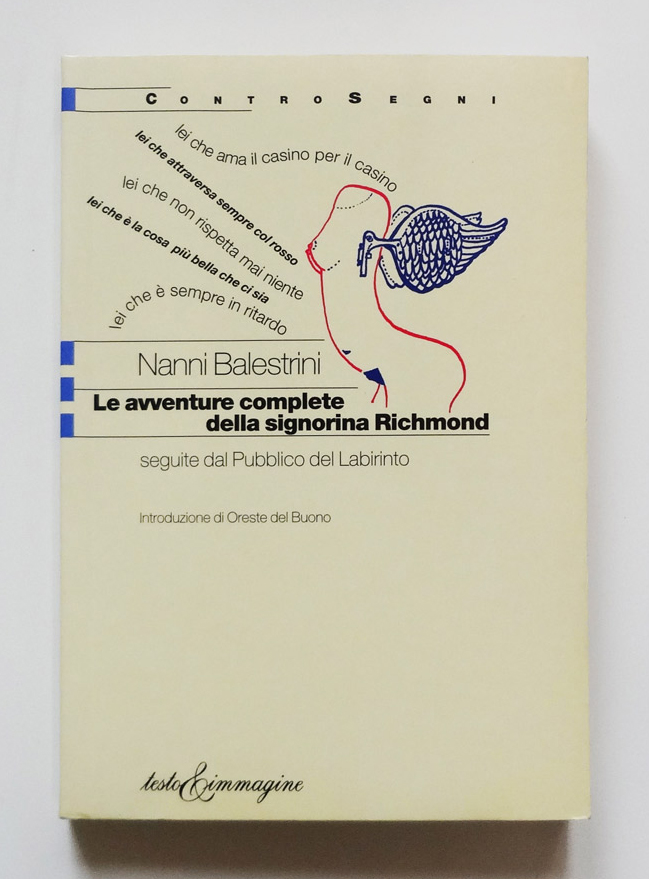 CONTROSEGNI
lei che ama il casino per il casino
lei che attraversa sempre col rosso
lei che non rispetta mai niente
lei che è la cosa più bella che ci sia
lei che è sempre in ritardo
Nanni Balestrini
Le avventure complete
della signorina Richmond
seguite dal Pubblico del Labirinto
Introduzione di Oreste del Buono
testo&immagine